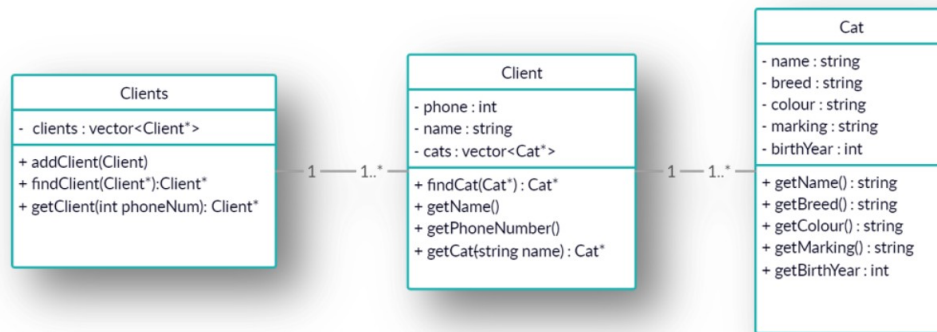 Clients
- clients : vector<Client*>
+ addClient(Client)
+ findClient(Client*):Client*
+ getClient(int phoneNum): Client*
1
1..*
Client
- phone : int
- name : string
- cats : vector<Cat*>
+ findCat(Cat*) : Cat*
+ getName()
+ getPhoneNumber()
+ getCat(string name) : Cat*
1
1..*
Cat
- name : string
- breed : string
- colour : string
- marking : string
- birthYear : int
+ getName() : string
+ getBreed() : string
+ getColour() : string
+ getMarking() : string
+ getBirthYear : int